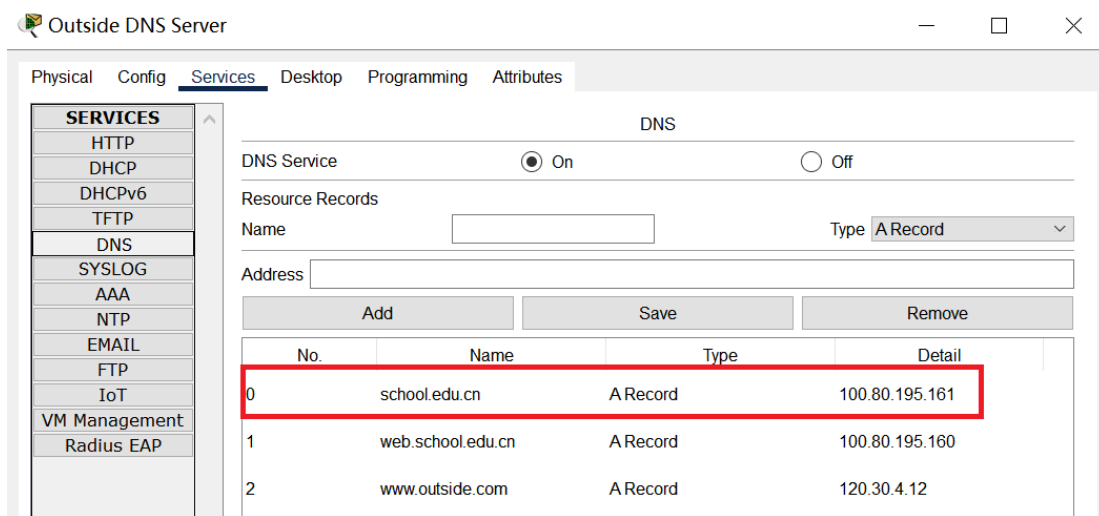 Outside DNS Server
Physical Config Services Desktop Programming Attributes
SERVICES
HTTP
DHCP
DHCPv6
TFTP
DNS
SYSLOG
AAA
NTP
EMAIL
FTP
IoT
VM Management
Radius EAP
DNS
DNS Service On Off
Resource Records
Name Type A Record
Address
Add Save Remove
No. Name Type Detail
0 school.edu.cn A Record 100.80.195.161
1 web.school.edu.cn A Record 100.80.195.160
2 www.outside.com A Record 120.30.4.12